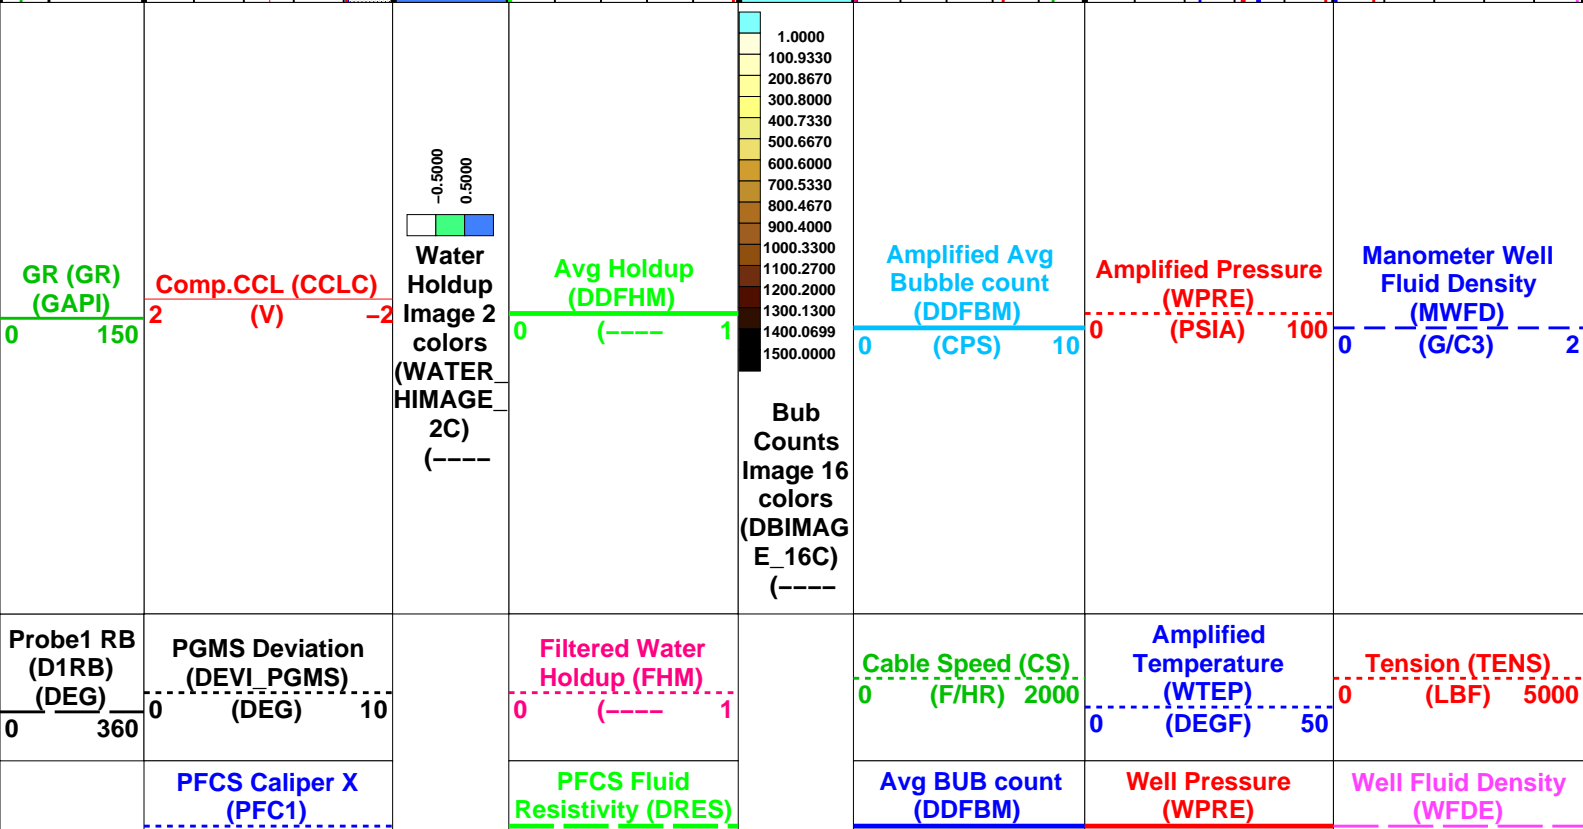 GR (GR)
(GAPI)
0 150
Comp.CCL (CCLC)
2 (V) −2
−0.5000
0.5000
Water
Holdup
Image 2
colors
(WATER_
HIMAGE_
2C)
(−−−−
Avg Holdup
(DDFHM)
0 (−−−− 1
1.0000
100.9330
200.8670
300.8000
400.7330
500.6670
600.6000
700.5330
800.4670
900.4000
1000.3300
1100.2700
1200.2000
1300.1300
1400.0699
1500.0000
Bub
Counts
Image 16
colors
(DBIMAG
E_16C)
(−−−−
Amplified Avg
Bubble count
(DDFBM)
0 (CPS) 10
Amplified Pressure
(WPRE)
0 (PSIA) 100
Manometer Well
Fluid Density
(MWFD)
0 (G/C3) 2
Probe1 RB
(D1RB)
(DEG)
0 360
PGMS Deviation
(DEVI_PGMS)
0 (DEG) 10
Filtered Water
Holdup (FHM)
0 (−−−− 1
Cable Speed (CS)
0 (F/HR) 2000
Amplified
Temperature
(WTEP)
0 (DEGF) 50
Tension (TENS)
0 (LBF) 5000
PFCS Caliper X
(PFC1)
PFCS Fluid
Resistivity (DRES)
Avg BUB count
(DDFBM)
Well Pressure
(WPRE)
Well Fluid Density
(WFDE)